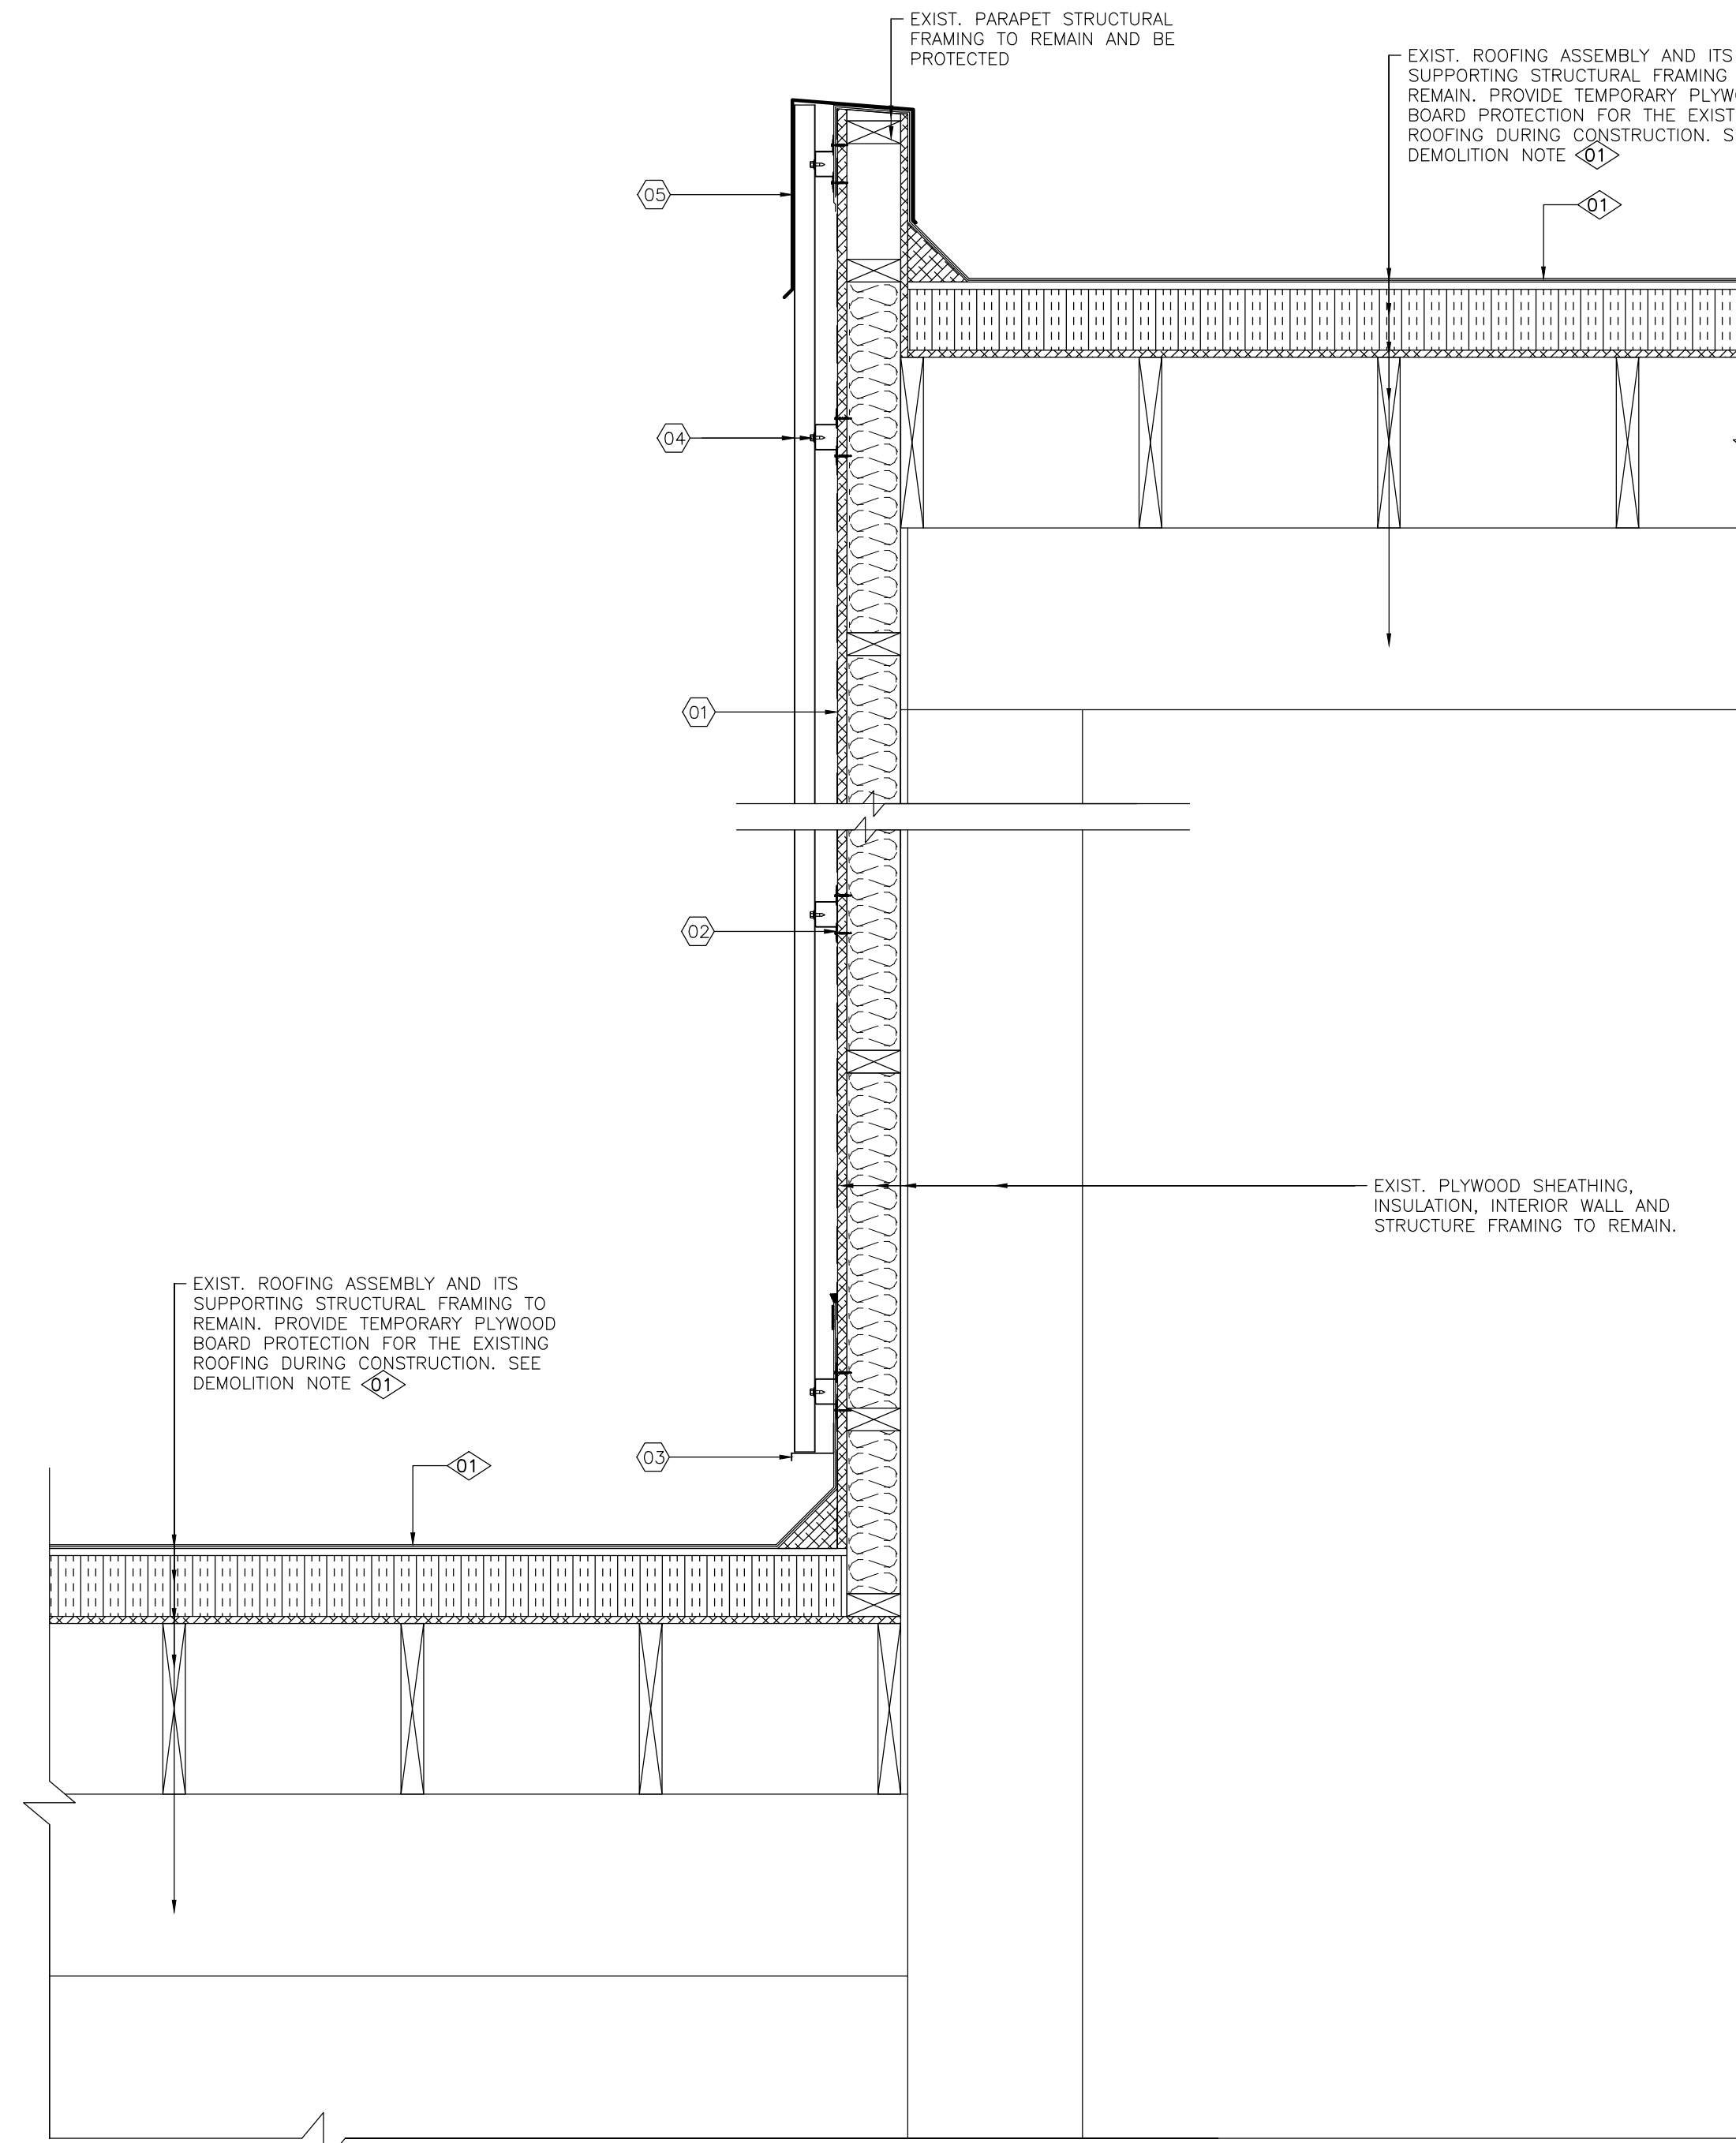 EXIST. PARAPET STRUCTURAL
FRAMING TO REMAIN AND BE
PROTECTED
EXIST. ROOFING ASSEMBLY AND ITS
SUPPORTING STRUCTURAL FRAMING
REMAIN. PROVIDE TEMPORARY
BOARD PROTECTION FOR THE
ROOFING DURING CONSTRUCTION.
DEMOLITION NOTE 01
05
01
04
01
02
EXIST. PLYWOOD SHEATHING,
INSULATION, INTERIOR WALL AND
STRUCTURE FRAMING TO REMAIN.
EXIST. ROOFING ASSEMBLY AND ITS
SUPPORTING STRUCTURAL FRAMING TO
REMAIN. PROVIDE TEMPORARY PLYWOOD
BOARD PROTECTION FOR THE EXISTING
ROOFING DURING CONSTRUCTION. SEE
DEMOLITION NOTE 01
03
01